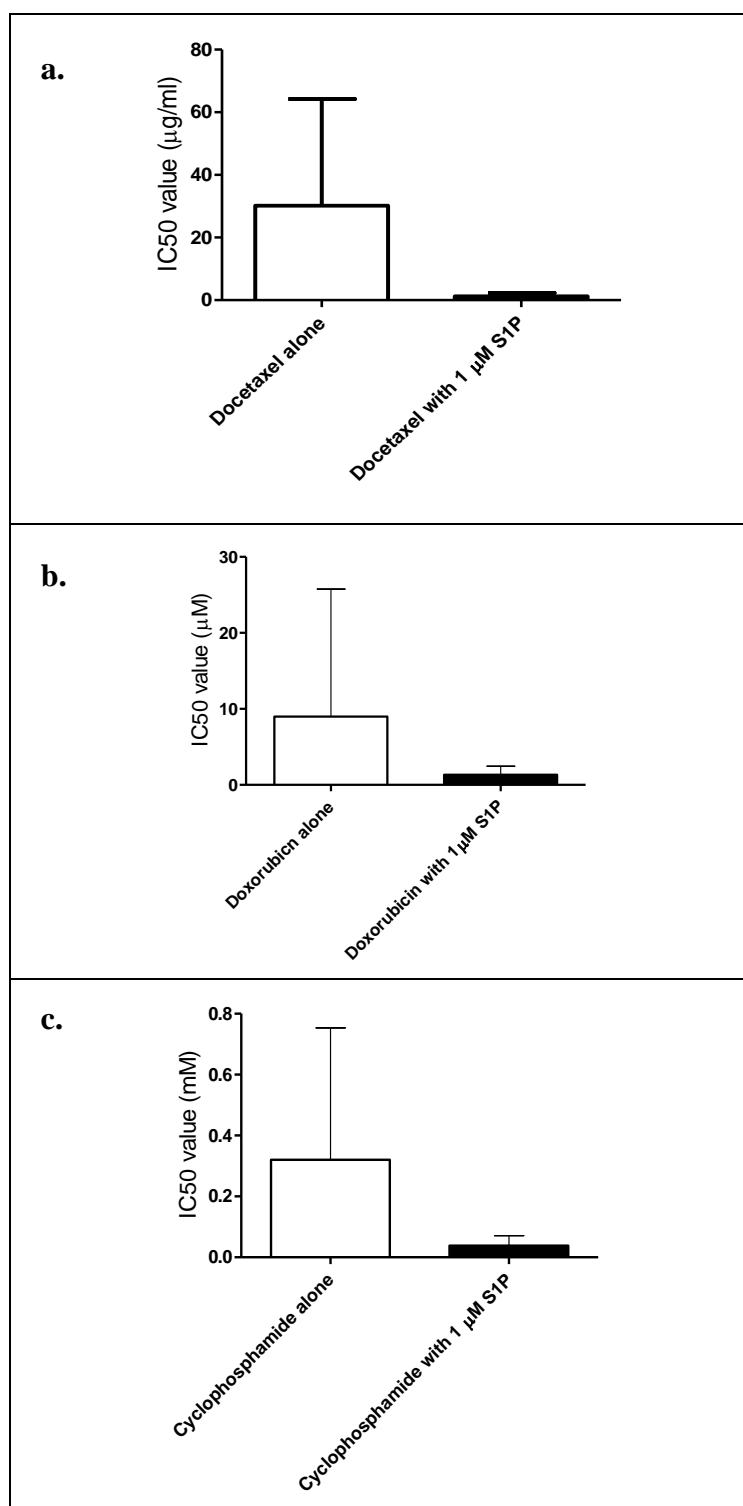 a.
IC50 value (μg/ml)
80
60
40
20
0
Docetaxel alone
Docetaxel with 1 μM S1P
b.
IC50 value (μM)
30
20
10
0
Doxorubicn alone
Doxorubicin with 1μM S1P
c.
IC50 value (mM)
0.8
0.6
0.4
0.2
0.0
Cyclophosphamide alone
Cyclophosphamide with 1 μM S1P